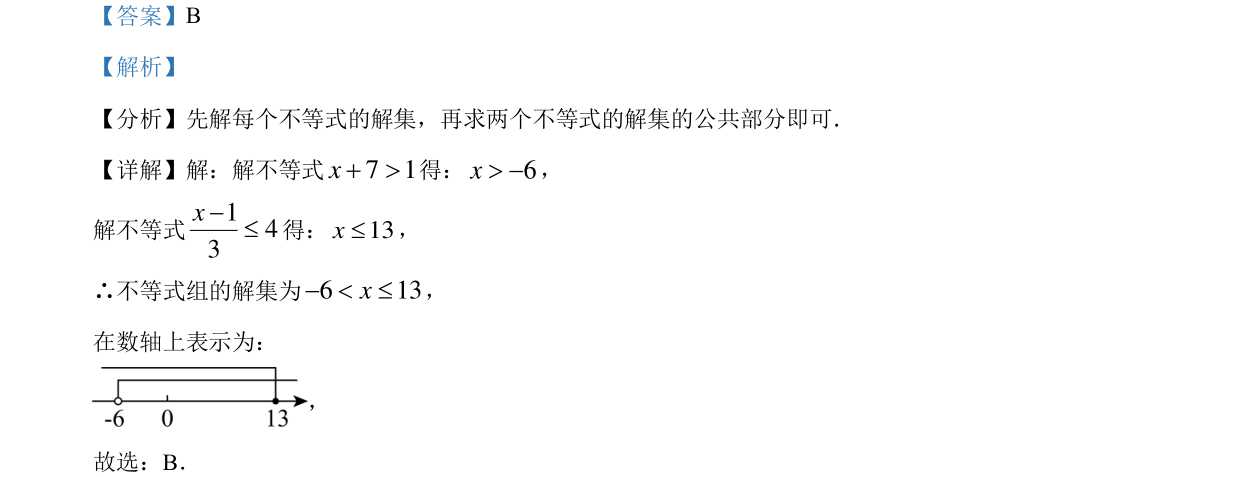 【答案】B
【解析】
【分析】先解每个不等式的解集，再求两个不等式的解集的公共部分即可．
【详解】解：解不等式 x+7>1得：x>−6，
解不等式 (x−1)/3 ≤ 4 得：x≤13，
∴不等式组的解集为−6<x≤13，
在数轴上表示为：
-6 0 13 ，
故选：B．